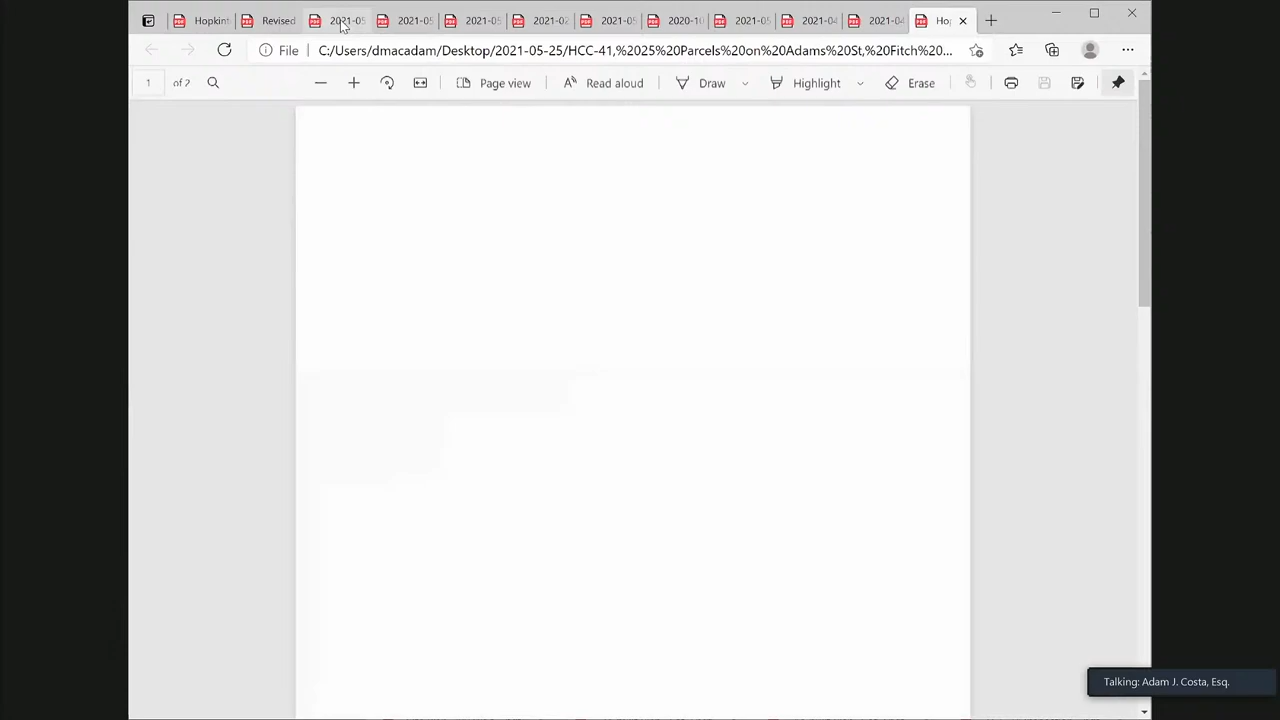 Hopkint
Revised
2021-05
2021-05
2021-05
2021-02
2021-05
2020-10
2021-05
2021-04
2021-04
Hop
File
C:/Users/dmacadam/Desktop/2021-05-25/HCC-41,%2025%20Parcels%20on%20Adams%20St,%20Fitch%20...
1 of 2
Page view
Read aloud
Draw
Highlight
Erase
Talking: Adam J. Costa, Esq.